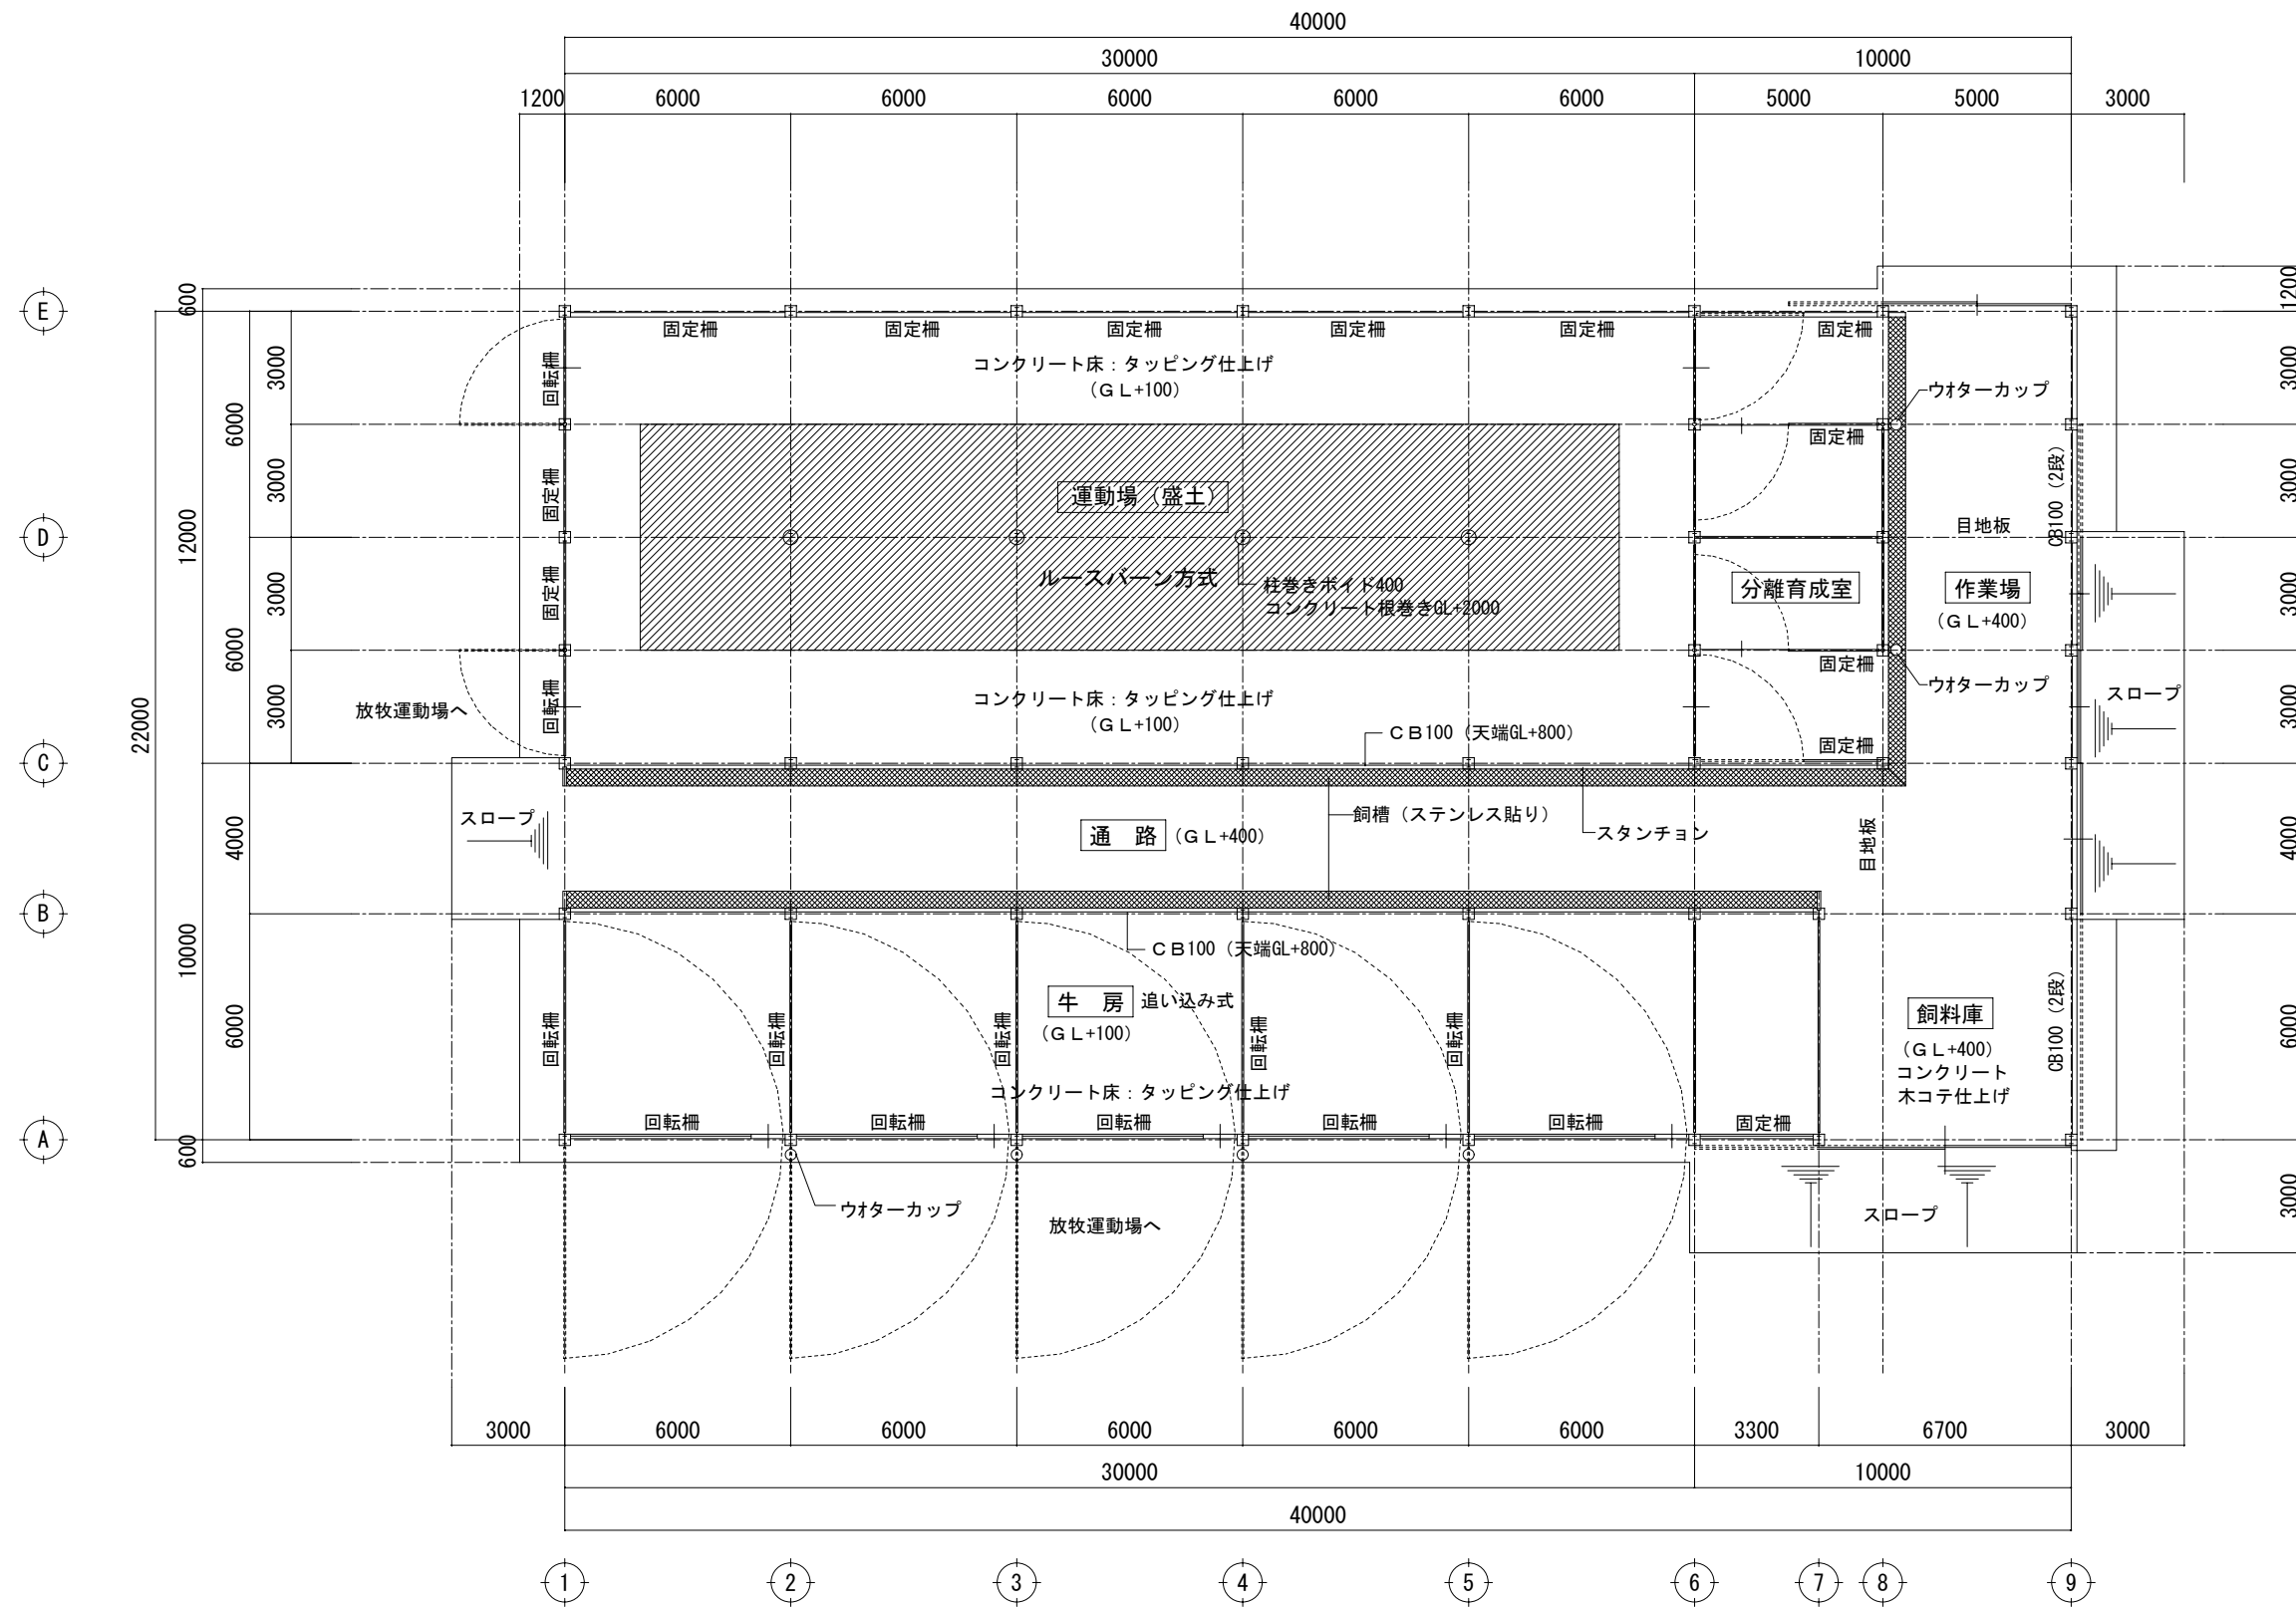 40000
30000
10000
1200
6000
6000
6000
6000
6000
5000
5000
3000
E
D
C
B
A
600
3000
6000
3000
12000
3000
6000
3000
22000
4000
10000
6000
600
1200
3000
3000
3000
3000
4000
6000
3000
固定柵
固定柵
固定柵
固定柵
固定柵
固定柵
回転柵
コンクリート床：タッピング仕上げ
（ＧＬ+100）
ウォターカップ
固定柵
固定柵
CB100（2段）
運動場（盛土）
目地板
ルースバーン方式
柱巻きボイド400
コンクリート根巻きGL+2000
固定柵
分離育成室
作業場
（ＧＬ+400）
固定柵
ウォターカップ
スロープ
放牧運動場へ
回転柵
コンクリート床：タッピング仕上げ
（ＧＬ+100）
ＣＢ100（天端GL+800）
固定柵
スロープ
飼槽（ステンレス貼り）
スタンチョン
通　路
（ＧＬ+400）
目地板
ＣＢ100（天端GL+800）
牛　房
追い込み式
（ＧＬ+100）
回転柵
回転柵
回転柵
回転柵
回転柵
コンクリート床：タッピング仕上げ
飼料庫
（ＧＬ+400）
コンクリート
木コテ仕上げ
CB100（2段）
回転柵
回転柵
回転柵
回転柵
回転柵
固定柵
ウォターカップ
放牧運動場へ
スロープ
3000
6000
6000
6000
6000
6000
3300
6700
3000
30000
10000
40000
1
2
3
4
5
6
7
8
9